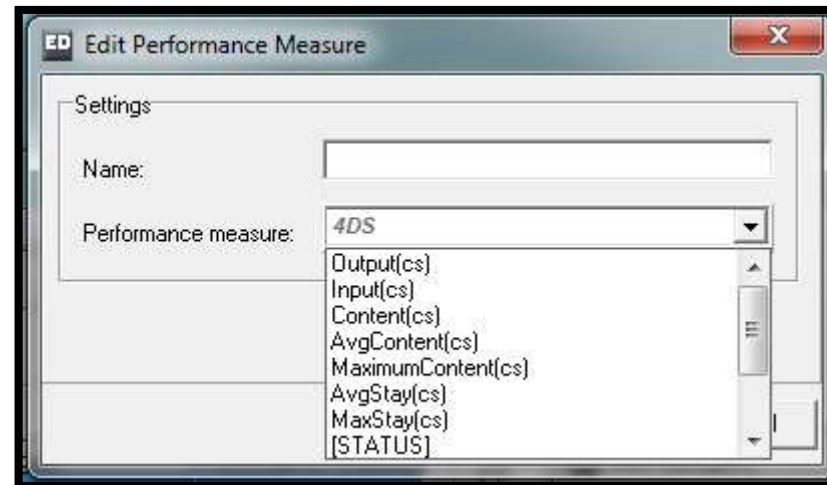 ED Edit Performance Measure
Settings
Name:
Performance measure: 4DS
Output(cs)
Input(cs)
Content(cs)
AvgContent(cs)
MaximumContent(cs)
AvgStay(cs)
MaxStay(cs)
[STATUS]